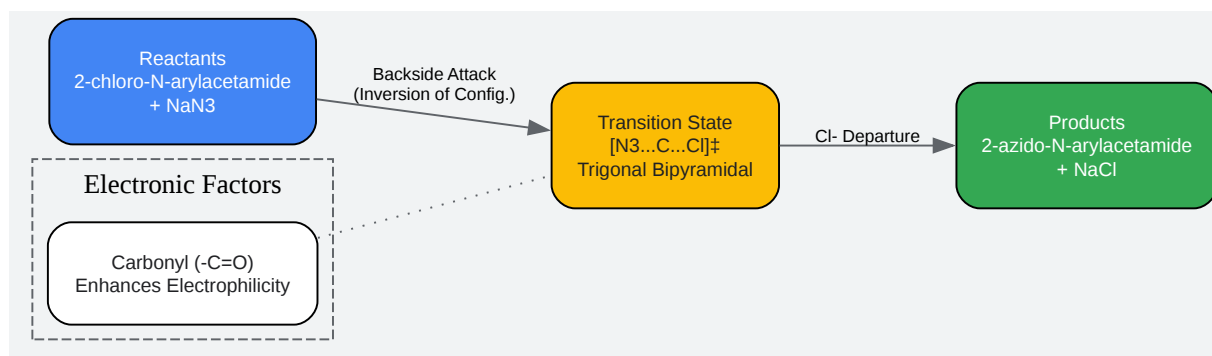 Reactants
2-chloro-N-arylacetamide
+ NaN3
Backside Attack
(Inversion of Config.)
Transition State
[N3...C...Cl]‡
Trigonal Bipyramidal
Cl- Departure
Products
2-azido-N-arylacetamide
+ NaCl
Electronic Factors
Carbonyl (-C=O)
Enhances Electrophilicity